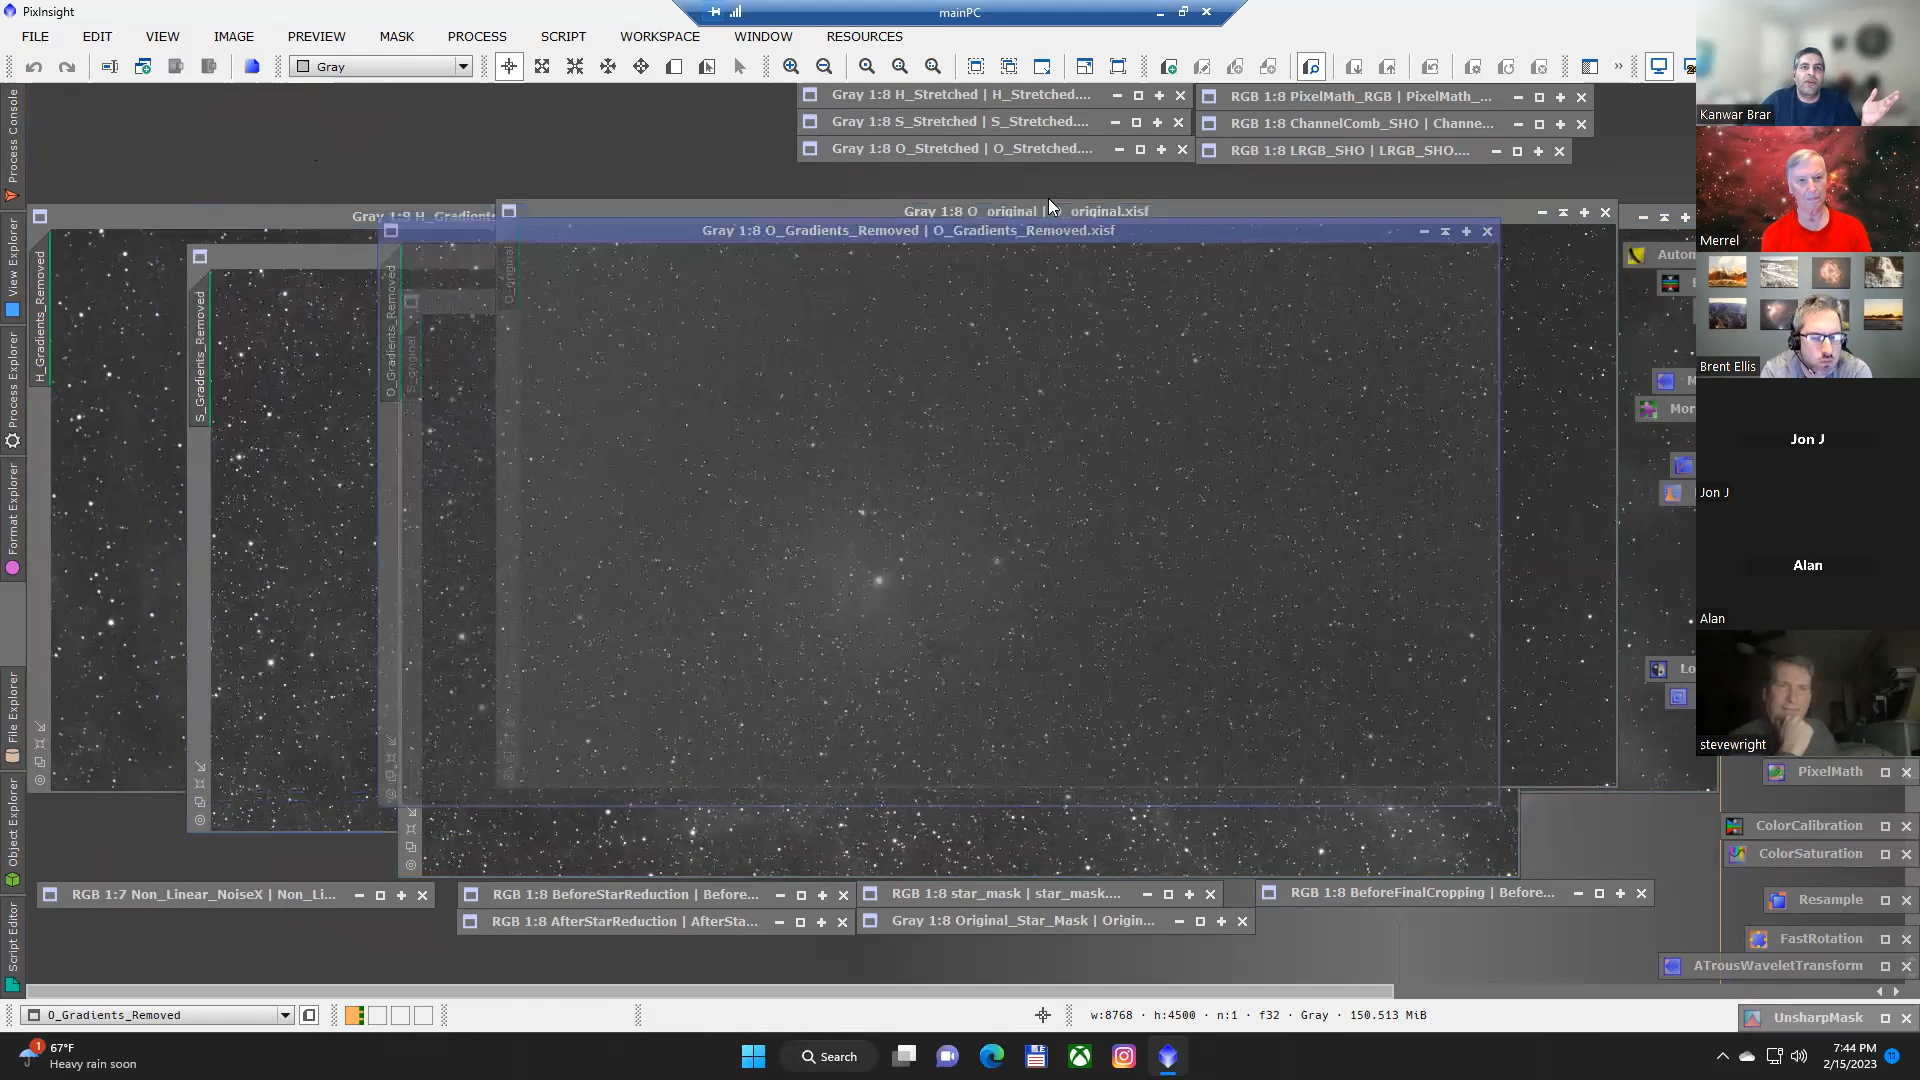 PixInsight
mainPC
FILE EDIT VIEW IMAGE PREVIEW MASK PROCESS SCRIPT WORKSPACE WINDOW RESOURCES
Gray
Gray 1:8 H_Stretched | H_Stretched....
RGB 1:8 PixelMath_RGB | PixelMath_...
Gray 1:8 S_Stretched | S_Stretched....
RGB 1:8 ChannelComb_SHO | Channe...
Gray 1:8 O_Stretched | O_Stretched....
RGB 1:8 LRGB_SHO | LRGB_SHO....
Process Console
View Explorer
Process Explorer
Format Explorer
File Explorer
Object Explorer
Script Editor
Gray 1:8 O_original | _original.xisf
Gray 1:8 O_Gradients_Removed | O_Gradients_Removed.xisf
H_Gradients_Removed
S_Gradients_Removed
O_Gradients_Removed
S_original
O_original
Auton
M
Mor
Lo
Kanwar Brar
Merrel
Brent Ellis
Jon J
Jon J
Alan
Alan
stevewright
PixelMath
ColorCalibration
ColorSaturation
Resample
FastRotation
ATrousWaveletTransform
UnsharpMask
RGB 1:7 Non_Linear_NoiseX | Non_Li...
RGB 1:8 BeforeStarReduction | Before...
RGB 1:8 star_mask | star_mask....
RGB 1:8 BeforeFinalCropping | Before...
RGB 1:8 AfterStarReduction | AfterSta...
Gray 1:8 Original_Star_Mask | Origin...
O_Gradients_Removed
w:8768 · h:4500 · n:1 · f32 · Gray · 150.513 MiB
1
67°F
Heavy rain soon
Search
7:44 PM
2/15/2023
11